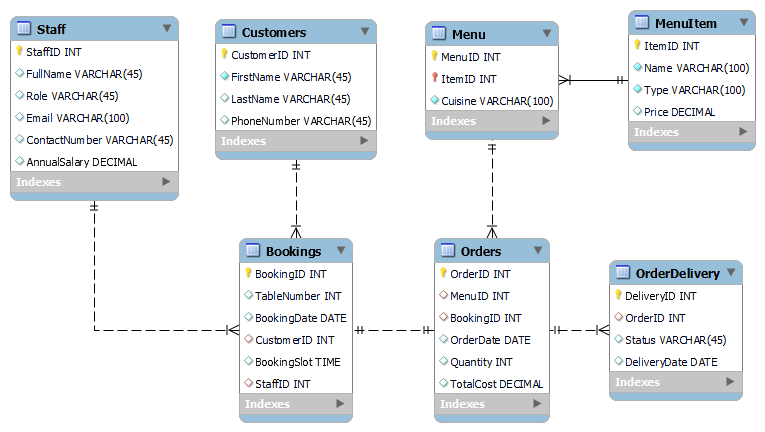 Staff
StaffID INT
FullName VARCHAR(45)
Role VARCHAR(45)
Email VARCHAR(100)
ContactNumber VARCHAR(45)
AnnualSalary DECIMAL
Indexes
Customers
CustomerID INT
FirstName VARCHAR(45)
LastName VARCHAR(45)
PhoneNumber VARCHAR(45)
Indexes
Menu
MenuID INT
ItemID INT
Cuisine VARCHAR(100)
Indexes
MenuItem
ItemID INT
Name VARCHAR(100)
Type VARCHAR(100)
Price DECIMAL
Indexes
Bookings
BookingID INT
TableNumber INT
BookingDate DATE
CustomerID INT
BookingSlot TIME
StaffID INT
Indexes
Orders
OrderID INT
MenuID INT
BookingID INT
OrderDate DATE
Quantity INT
TotalCost DECIMAL
Indexes
OrderDelivery
DeliveryID INT
OrderID INT
Status VARCHAR(45)
DeliveryDate DATE
Indexes